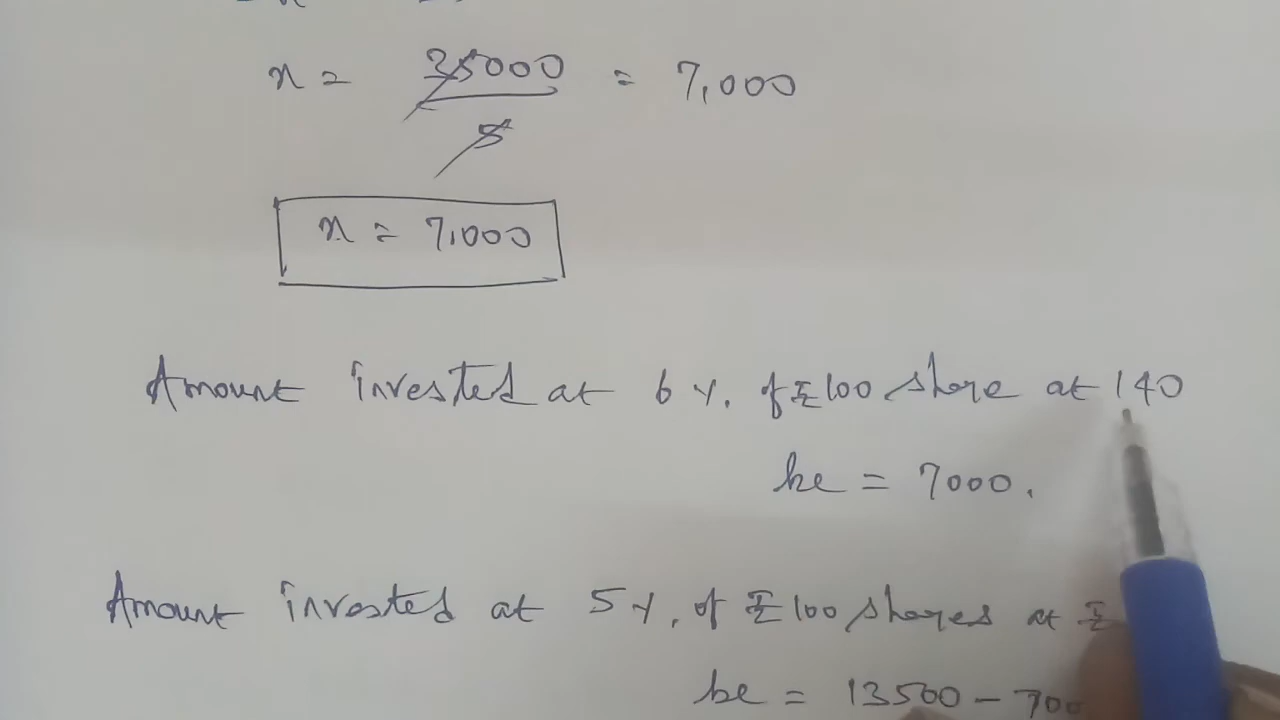 x = 35000 / 5 = 7,000
x = 7,000
Amount invested at 6 %. of ₹100 share at 140
be = 7000.
Amount invested at 5 %. of ₹100 shares at ₹
be = 13500 - 700